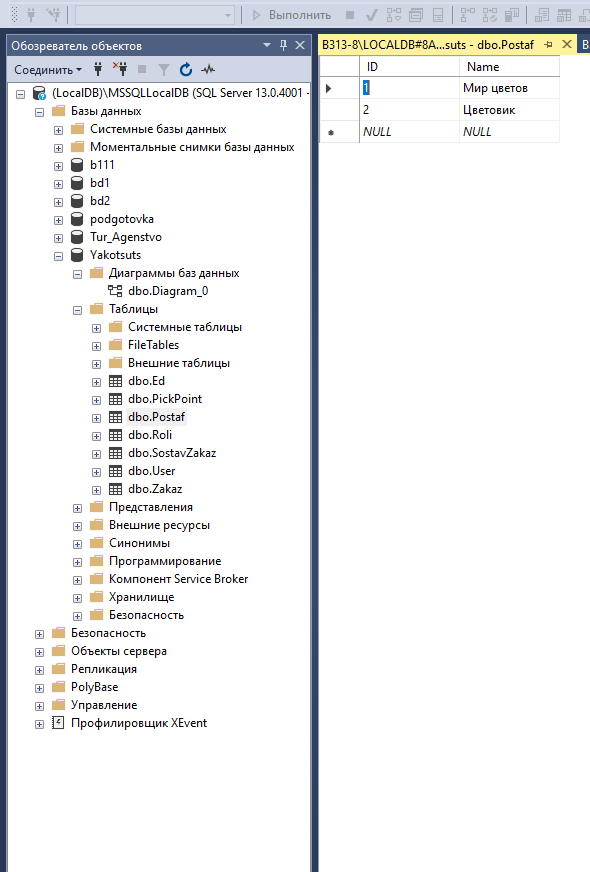 Выполнить
Обозреватель объектов
Соединить
(LocalDB)\MSSQLLocalDB (SQL Server 13.0.4001 -
Базы данных
Системные базы данных
Моментальные снимки базы данных
b111
bd1
bd2
podgotovka
Tur_Agenstvo
Yakotsuts
Диаграммы баз данных
dbo.Diagram_0
Таблицы
Системные таблицы
FileTables
Внешние таблицы
dbo.Ed
dbo.PickPoint
dbo.Postaf
dbo.Roli
dbo.SostavZakaz
dbo.User
dbo.Zakaz
Представления
Внешние ресурсы
Синонимы
Программирование
Компонент Service Broker
Хранилище
Безопасность
Безопасность
Объекты сервера
Репликация
PolyBase
Управление
Профилировщик XEvent
B313-8\LOCALDB#8A...suts - dbo.Postaf
ID Name
1 Мир цветов
2 Цветовик
NULL NULL